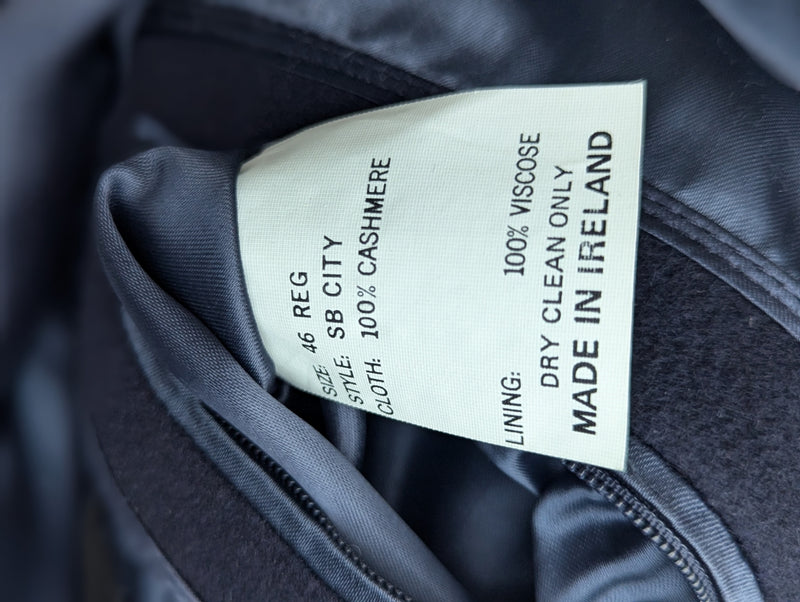 SIZE: 46 REG
STYLE: SB CITY
CLOTH: 100% CASHMERE
LINING: 100% VISCOSE
DRY CLEAN ONLY
MADE IN IRELAND